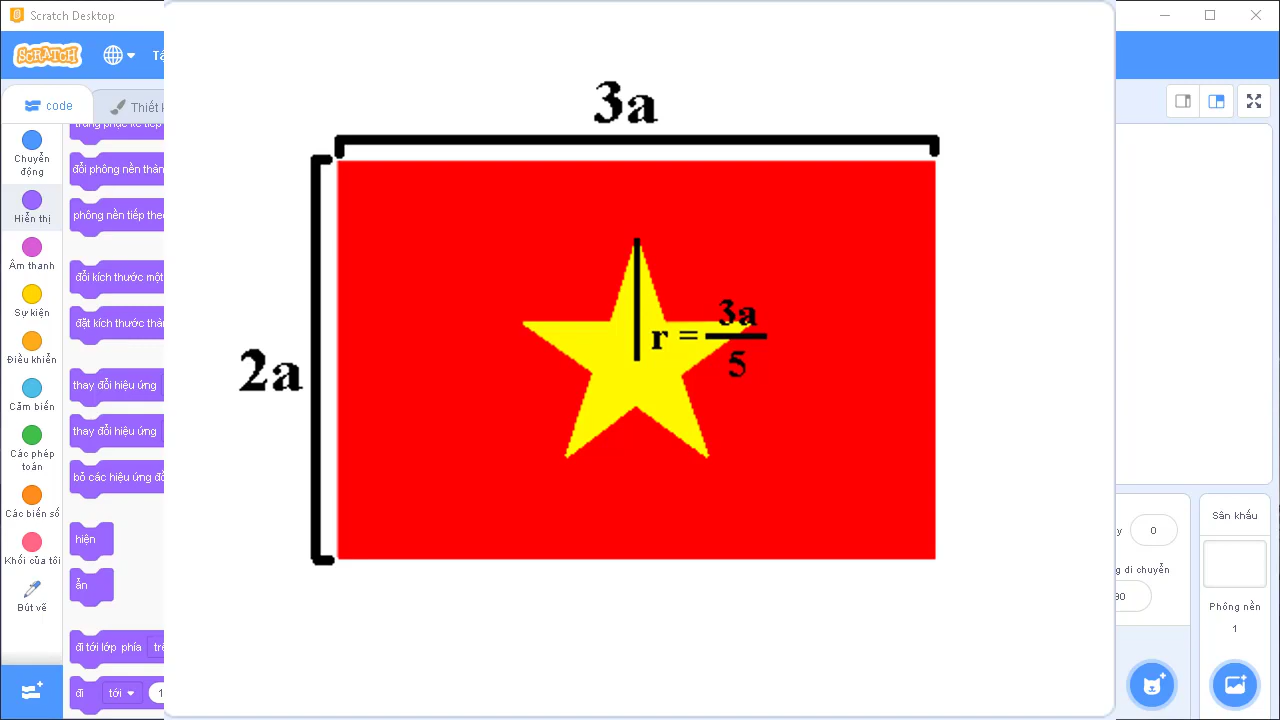 Scratch Desktop
SCRATCH
code
Thiết k
Chuyển động
Hiển thị
Âm thanh
Sự kiện
Điều khiển
Cảm biến
Các phép toán
Các biến số
Khối của tôi
Bút vẽ
đổi phông nền thàn
phông nền tiếp theo
đổi kích thước một
đặt kích thước thàn
thay đổi hiệu ứng
thay đổi hiệu ứng
bỏ các hiệu ứng đồ
hiện
ẩn
đi tới lớp phía trê
đi tới 1
3a
2a
r = 3a
5
y 0
Sân khấu
g di chuyển
90
Phông nền
1